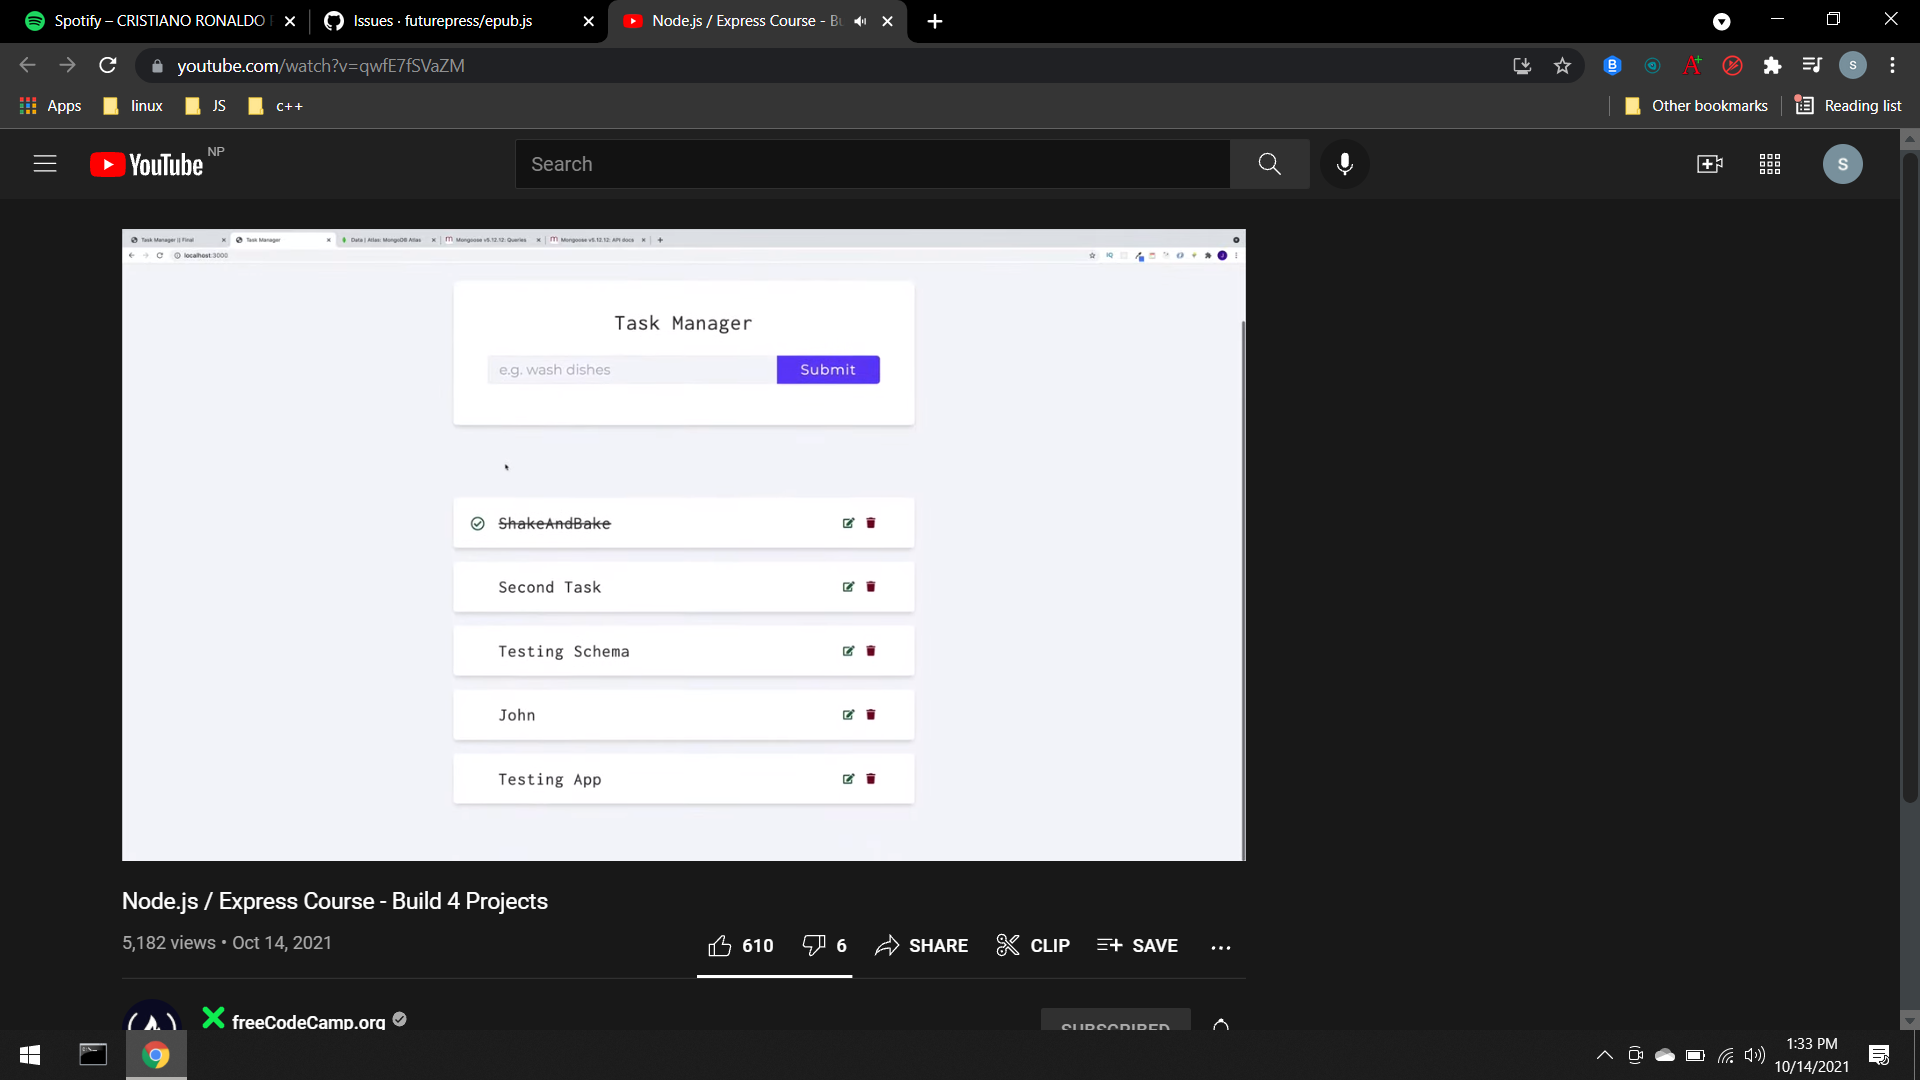 Spotify – CRISTIANO RONALDO
Issues · futurepress/epub.js
Node.js / Express Course - Bu
youtube.com/watch?v=qwfE7fSVaZM
S
Apps
linux
JS
c++
Other bookmarks
Reading list
YouTube NP
Search
S
Task Manager || Final
Task Manager
Data | Atlas: MongoDB Atlas
Mongoose v5.12.12: Queries
Mongoose v5.12.12: API docs
localhost:3000
Task Manager
e.g. wash dishes
Submit
ShakeAndBake
Second Task
Testing Schema
John
Testing App
Node.js / Express Course - Build 4 Projects
5,182 views • Oct 14, 2021
610
6
SHARE
CLIP
SAVE
freeCodeCamp.org
SUBSCRIBED
1:33 PM
10/14/2021